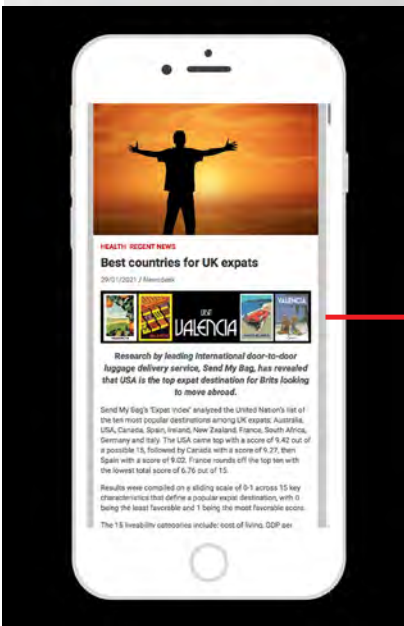 HEALTH RECENT NEWS
Best countries for UK expats
29/01/2021 / Newsdesk
VISIT
VALENCIA
VALENCIA
Research by leading International door-to-door
luggage delivery service, Send My Bag, has revealed
that USA is the top expat destination for Brits looking
to move abroad.
Send My Bag's 'Expat Index' analyzed the United Nation's list of
the ten most popular destinations among UK expats: Australia,
USA, Canada, Spain, Ireland, New Zealand, France, South Africa,
Germany and Italy. The USA came top with a score of 9.42 out of
a possible 15, followed by Canada with a score of 9.27, then
Spain with a score of 9.02. France rounds off the top ten with
the lowest total score of 6.76 out of 15.
Results were compiled on a sliding scale of 0-1 across 15 key
characteristics that define a popular expat destination, with 0
being the least favorable and 1 being the most favorable score.
The 15 liveability categories include: cost of living, GDP per